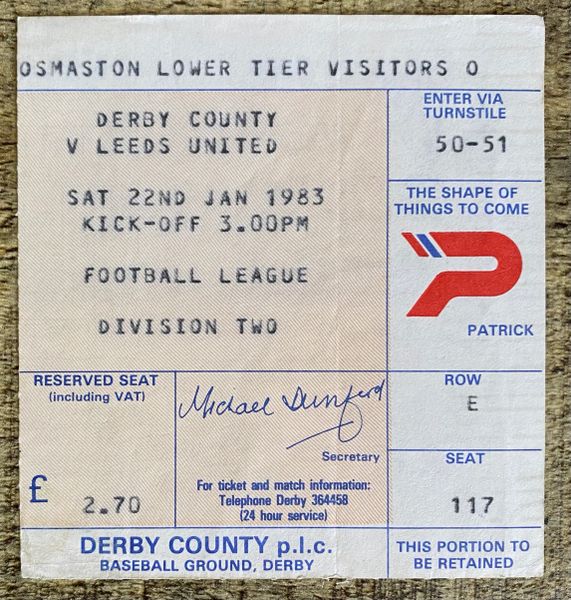 OSMASTON LOWER TIER VISITORS O
DERBY COUNTY
V LEEDS UNITED
SAT 22ND JAN 1983
KICK-OFF 3.00PM
FOOTBALL LEAGUE
DIVISION TWO
ENTER VIA
TURNSTILE
50-51
THE SHAPE OF
THINGS TO COME
PATRICK
RESERVED SEAT
(including VAT)
£ 2.70
Michael Dunford
Secretary
For ticket and match information:
Telephone Derby 364458
(24 hour service)
ROW
E
SEAT
117
DERBY COUNTY p.l.c.
BASEBALL GROUND, DERBY
THIS PORTION TO
BE RETAINED